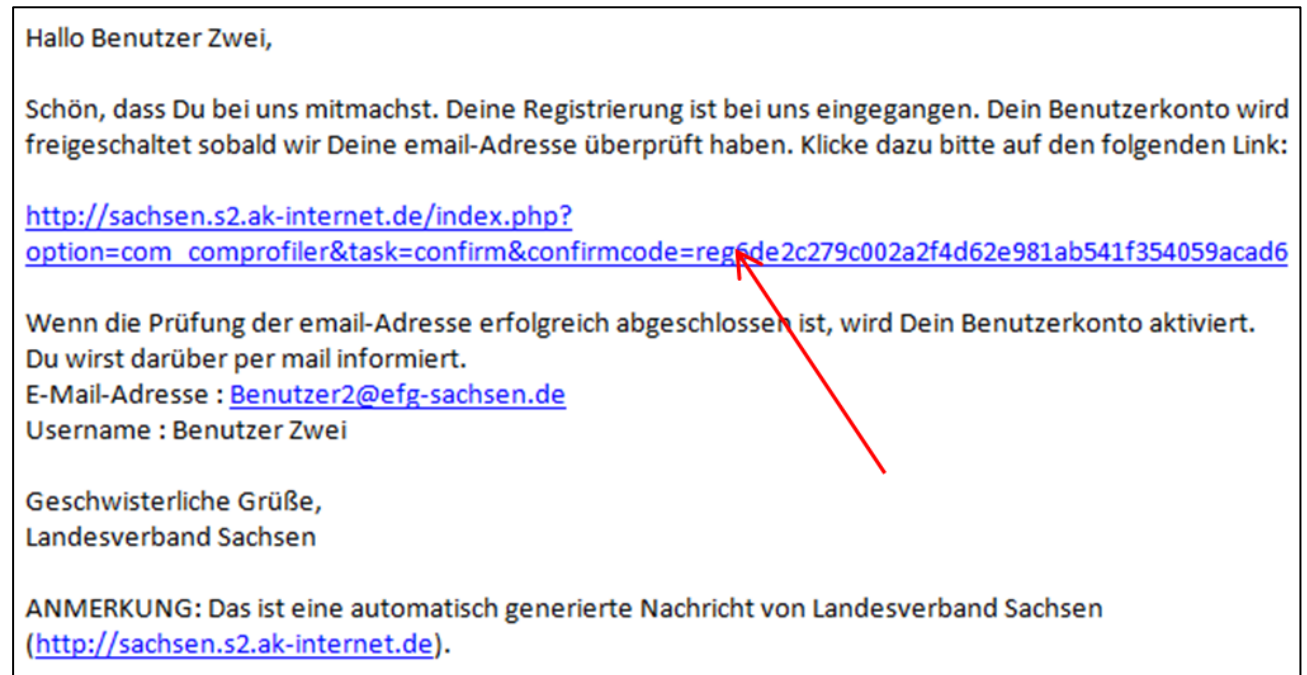 Hallo Benutzer Zwei,
Schön, dass Du bei uns mitmachst. Deine Registrierung ist bei uns eingegangen. Dein Benutzerkonto wird
freigeschaltet sobald wir Deine email-Adresse überprüft haben. Klicke dazu bitte auf den folgenden Link:
http://sachsen.s2.ak-internet.de/index.php?
option=com_comprofiler&task=confirm&confirmcode=reg6de2c279c002a2f4d62e981ab541f354059acad6
Wenn die Prüfung der email-Adresse erfolgreich abgeschlossen ist, wird Dein Benutzerkonto aktiviert.
Du wirst darüber per mail informiert.
E-Mail-Adresse : Benutzer2@efg-sachsen.de
Username : Benutzer Zwei
Geschwisterliche Grüße,
Landesverband Sachsen
ANMERKUNG: Das ist eine automatisch generierte Nachricht von Landesverband Sachsen
(http://sachsen.s2.ak-internet.de).